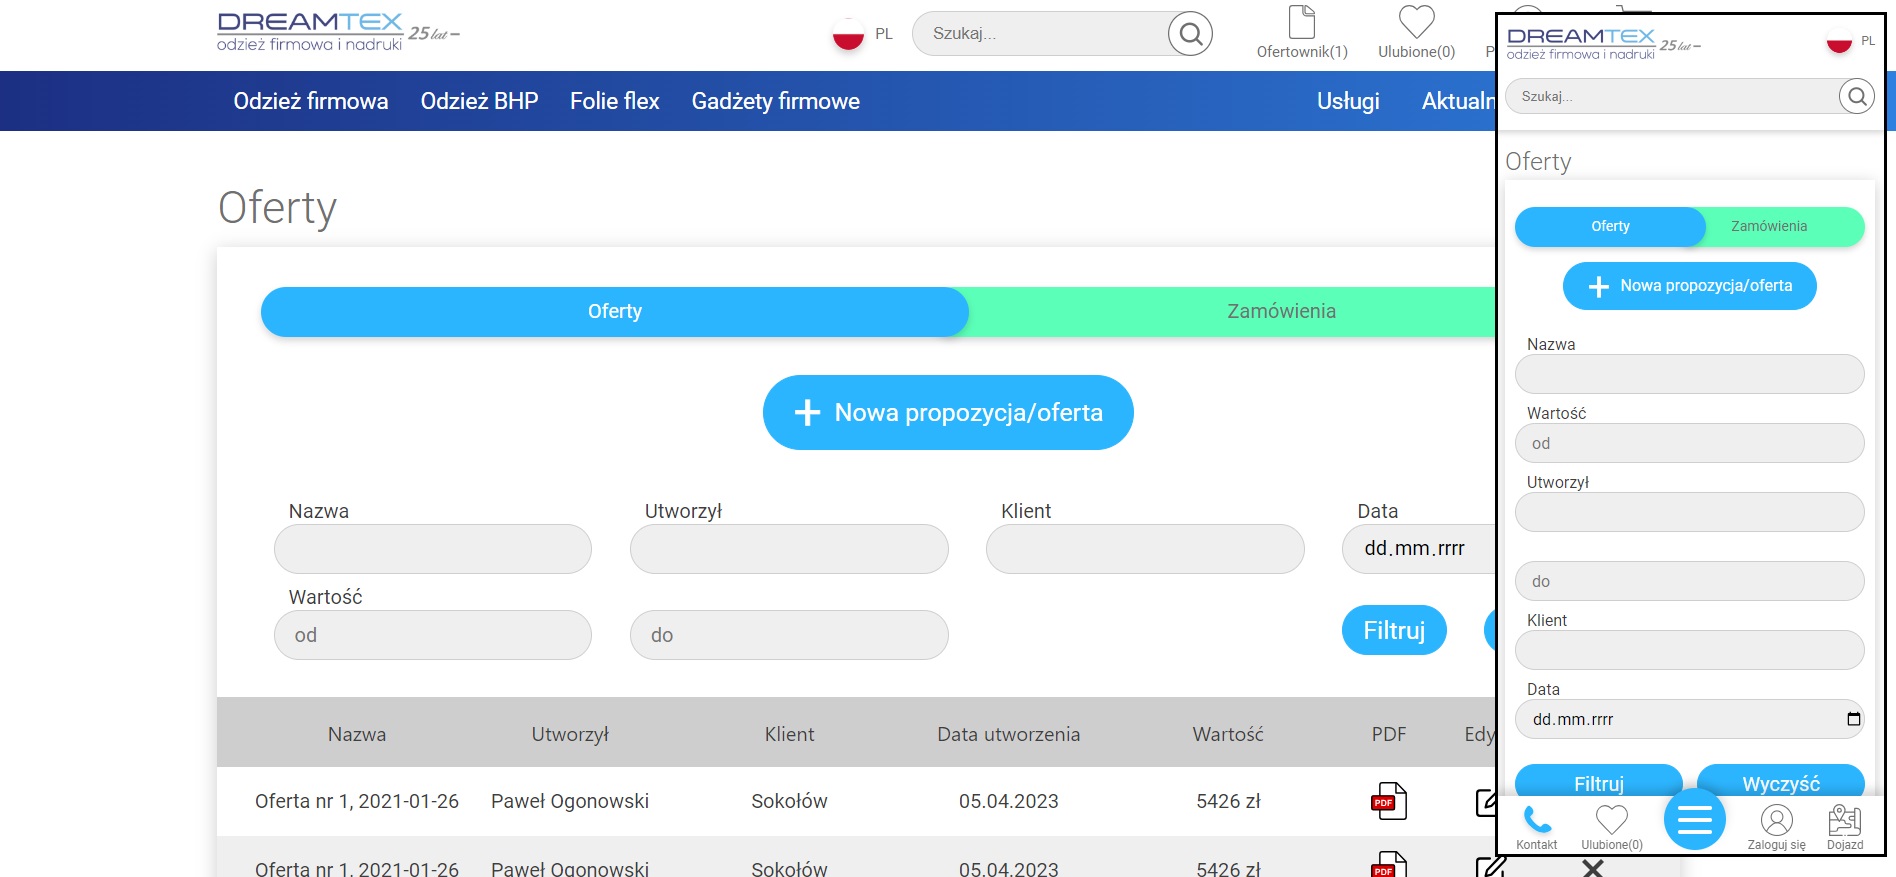 DREAMTEX 25 lat
odzież firmowa i nadruki
PL
Szukaj...
Ofertownik(1)
Ulubione(0)
P
Odzież firmowa
Odzież BHP
Folie flex
Gadżety firmowe
Usługi
Aktualn
Oferty
Oferty
Zamówienia
Nowa propozycja/oferta
Nazwa
Utworzył
Klient
Data
dd.mm.rrrr
Wartość
od
do
Filtruj
Nazwa Utworzył Klient Data utworzenia Wartość PDF Edy
Oferta nr 1, 2021-01-26 Paweł Ogonowski Sokołów 05.04.2023 5426 zł PDF
Oferta nr 1, 2021-01-26 Paweł Ogonowski Sokołów 05.04.2023 5426 zł PDF
DREAMTEX 25 lat
odzież firmowa i nadruki
PL
Szukaj...
Oferty
Oferty
Zamówienia
Nowa propozycja/oferta
Nazwa
Wartość
od
Utworzył
do
Klient
Data
dd.mm.rrrr
Filtruj
Wyczyść
Kontakt
Ulubione(0)
Zaloguj się
Dojazd